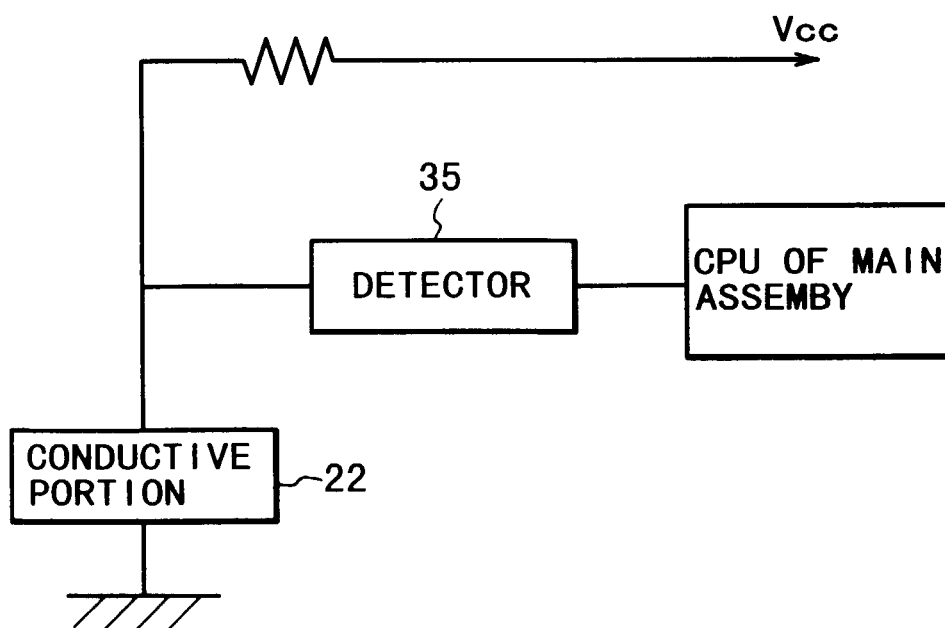 Vcc
35
DETECTOR
CPU OF MAIN
ASSEMBY
CONDUCTIVE
PORTION
22